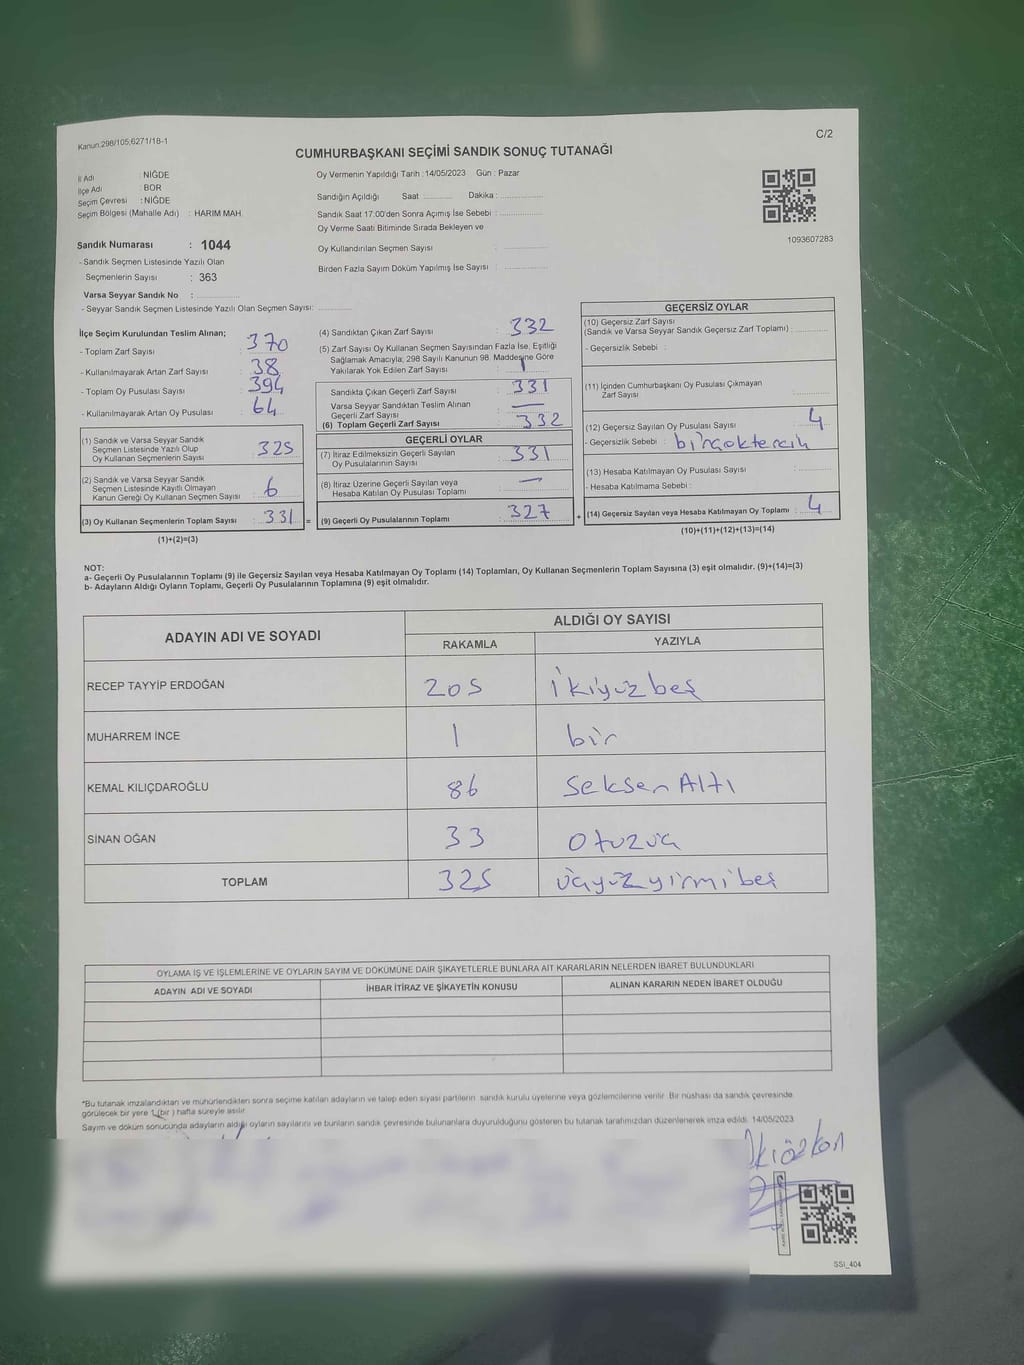 Kanun:298/105;6271/18-1
C/2
CUMHURBAŞKANI SEÇİMİ SANDIK SONUÇ TUTANAĞI
İl Adı : NİĞDE
İlçe Adı : BOR
Seçim Çevresi : NİĞDE
Seçim Bölgesi (Mahalle Adı) : HARIM MAH.
Sandık Numarası : 1044
- Sandık Seçmen Listesinde Yazılı Olan
Seçmenlerin Sayısı : 363
Varsa Seyyar Sandık No :
- Seyyar Sandık Seçmen Listesinde Yazılı Olan Seçmen Sayısı:
Oy Vermenin Yapıldığı Tarih :14/05/2023 Gün : Pazar
Sandığın Açıldığı Saat Dakika :
Sandık Saat 17.00'den Sonra Açımış İse Sebebi :
Oy Verme Saati Bitiminde Sırada Bekleyen ve
Oy Kullandırılan Seçmen Sayısı :
Birden Fazla Sayım Döküm Yapılmış İse Sayısı :
1093607283
İlçe Seçim Kurulundan Teslim Alınan;
- Toplam Zarf Sayısı : 370
- Kullanılmayarak Artan Zarf Sayısı : 38
- Toplam Oy Pusulası Sayısı : 394
- Kullanılmayarak Artan Oy Pusulası : 64
(1) Sandık ve Varsa Seyyar Sandık
Seçmen Listesinde Yazılı Olup
Oy Kullanan Seçmenlerin Sayısı : 325
(2) Sandık ve Varsa Seyyar Sandık
Seçmen Listesinde Kayıtlı Olmayan
Kanun Gereği Oy Kullanan Seçmen Sayısı : 6
(3) Oy Kullanan Seçmenlerin Toplam Sayısı : 331 =
(1)+(2)=(3)
(4) Sandıktan Çıkan Zarf Sayısı : 332
(5) Zarf Sayısı Oy Kullanan Seçmen Sayısından Fazla İse, Eşitliği
Sağlamak Amacıyla; 298 Sayılı Kanunun 98. Maddesine Göre
Yakılarak Yok Edilen Zarf Sayısı : 1
Sandıkta Çıkan Geçerli Zarf Sayısı : 331
Varsa Seyyar Sandıktan Teslim Alınan
Geçerli Zarf Sayısı : —
(6) Toplam Geçerli Zarf Sayısı : 332
GEÇERLİ OYLAR
(7) İtiraz Edilmeksizin Geçerli Sayılan
Oy Pusulalarının Sayısı : 331
(8) İtiraz Üzerine Geçerli Sayılan veya
Hesaba Katılan Oy Pusulası Toplamı : —
(9) Geçerli Oy Pusulalarının Toplamı : 327 +
GEÇERSİZ OYLAR
(10) Geçersiz Zarf Sayısı
(Sandık ve Varsa Seyyar Sandık Geçersiz Zarf Toplamı) :
- Geçersizlik Sebebi :
(11) İçinden Cumhurbaşkanı Oy Pusulası Çıkmayan
Zarf Sayısı :
(12) Geçersiz Sayılan Oy Pusulası Sayısı : 4
- Geçersizlik Sebebi : birçoktercih
(13) Hesaba Katılmayan Oy Pusulası Sayısı :
- Hesaba Katılmama Sebebi :
(14) Geçersiz Sayılan veya Hesaba Katılmayan Oy Toplamı : 4
(10)+(11)+(12)+(13)=(14)
NOT:
a- Geçerli Oy Pusulalarının Toplamı (9) ile Geçersiz Sayılan veya Hesaba Katılmayan Oy Toplamı (14) Toplamları, Oy Kullanan Seçmenlerin Toplam Sayısına (3) eşit olmalıdır. (9)+(14)=(3)
b- Adayların Aldığı Oyların Toplamı, Geçerli Oy Pusulalarının Toplamına (9) eşit olmalıdır.
ADAYIN ADI VE SOYADI ALDIĞI OY SAYISI
RAKAMLA YAZIYLA
RECEP TAYYİP ERDOĞAN 205 İkiyüzbeş
MUHARREM İNCE 1 bir
KEMAL KILIÇDAROĞLU 86 SeksenAltı
SİNAN OĞAN 33 Otuzüç
TOPLAM 325 üçyüzyirmibeş
OYLAMA İŞ VE İŞLEMLERİNE VE OYLARIN SAYIM VE DÖKÜMÜNE DAİR ŞİKAYETLERLE BUNLARA AİT KARARLARIN NELERDEN İBARET BULUNDUKLARI
ADAYIN ADI VE SOYADI İHBAR İTİRAZ VE ŞİKAYETİN KONUSU ALINAN KARARIN NEDEN İBARET OLDUĞU
*Bu tutanak imzalandıktan ve mühürlendikten sonra seçime katılan adayların ve talep eden siyasi partilerin sandık kurulu üyelerine veya gözlemcilerine verilir. Bir nüshası da sandık çevresinde
görülecek bir yere 1 (bir ) hafta süreyle asılır.
Sayım ve döküm sonucunda adayların aldığı oyların sayılarını ve bunların sandık çevresinde bulunanlara duyurulduğunu gösteren bu tutanak tarafımızdan düzenlenerek imza edildi. 14/05/2023
SSI_404